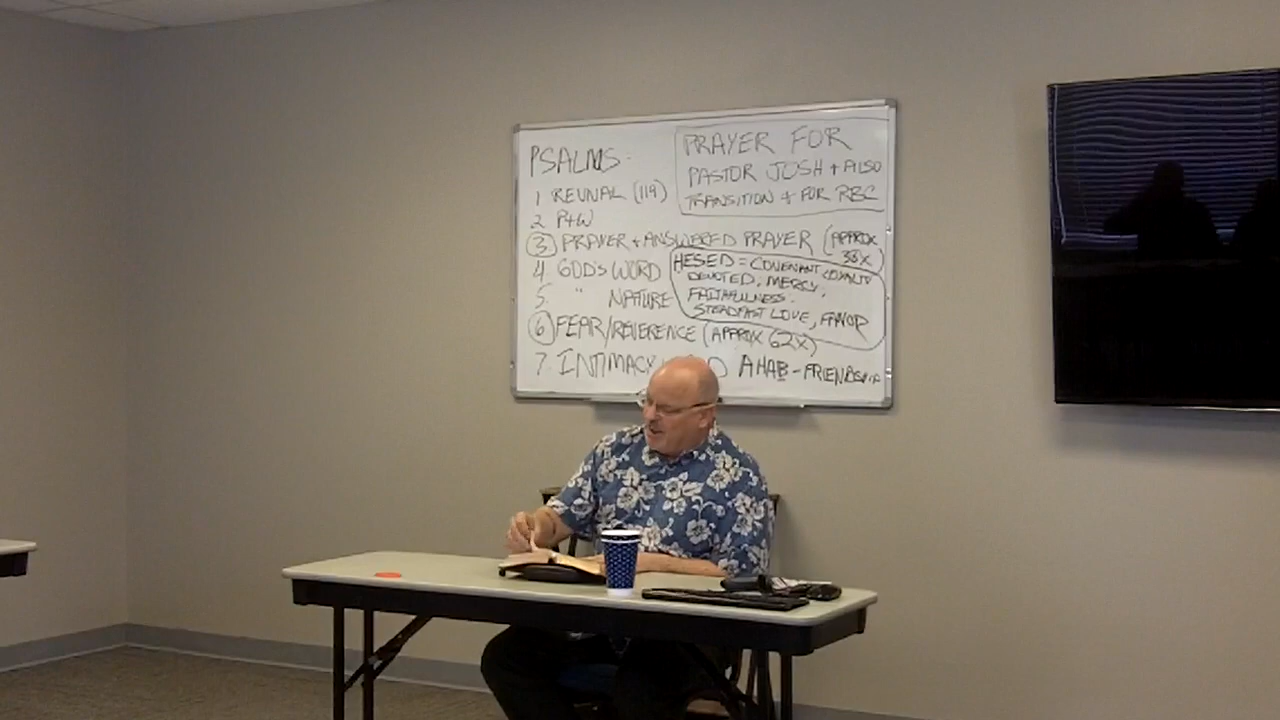 PSALMS.
1 REVIVAL (119)
2 P+W
3. PRAYER + ANSWERED PRAYER (APPROX 38X)
4. GOD'S WORD
5. " NATURE
6 FEAR/REVERENCE (APPROX 62X)
7. INTIMACY
AHAB - FRIENDSHIP
PRAYER FOR
PASTOR JOSH + ALSO
TRANSITION + FOR RBC
HESED = COVENANT LOYALTY
DEVOTED, MERCY,
FAITHFULNESS.
STEADFAST LOVE, FAVOR